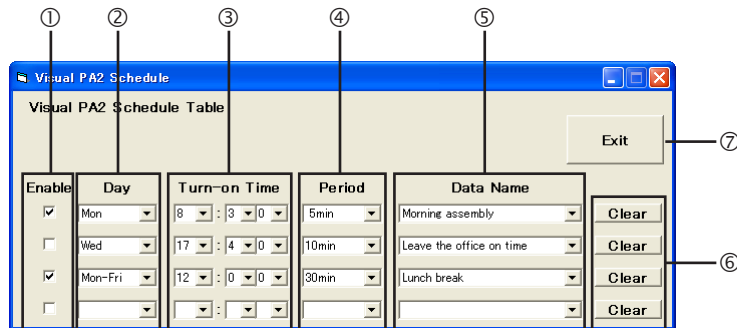 ① ② ③ ④ ⑤
Visual PA2 Schedule
Visual PA2 Schedule Table
Exit ⑦
Enable Day Turn-on Time Period Data Name
Mon 8 : 3 0 5min Morning assembly Clear
Wed 17 : 4 0 10min Leave the office on time Clear ⑥
Mon-Fri 12 : 0 0 30min Lunch break Clear
: Clear